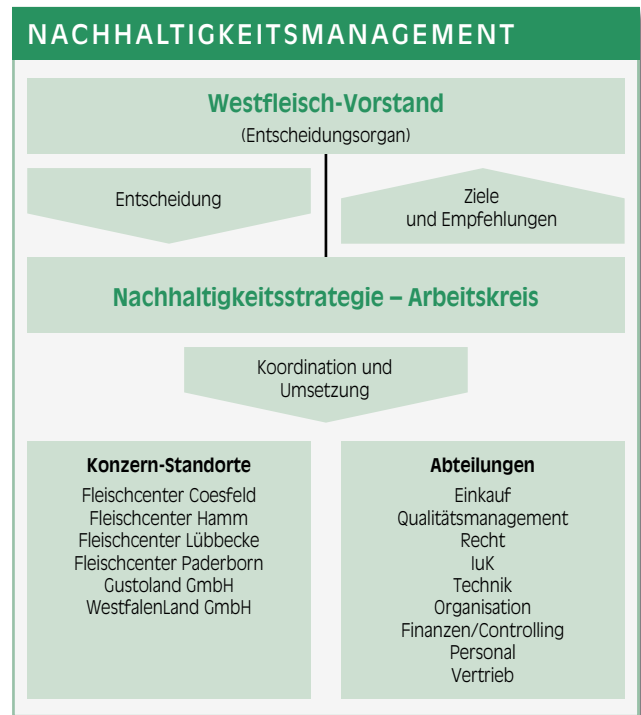 NACHHALTIGKEITSMANAGEMENT
Westfleisch-Vorstand
(Entscheidungsorgan)
Entscheidung
Ziele
und Empfehlungen
Nachhaltigkeitsstrategie – Arbeitskreis
Koordination und
Umsetzung
Konzern-Standorte
Fleischcenter Coesfeld
Fleischcenter Hamm
Fleischcenter Lübbecke
Fleischcenter Paderborn
Gustoland GmbH
WestfalenLand GmbH
Abteilungen
Einkauf
Qualitätsmanagement
Recht
IuK
Technik
Organisation
Finanzen/Controlling
Personal
Vertrieb